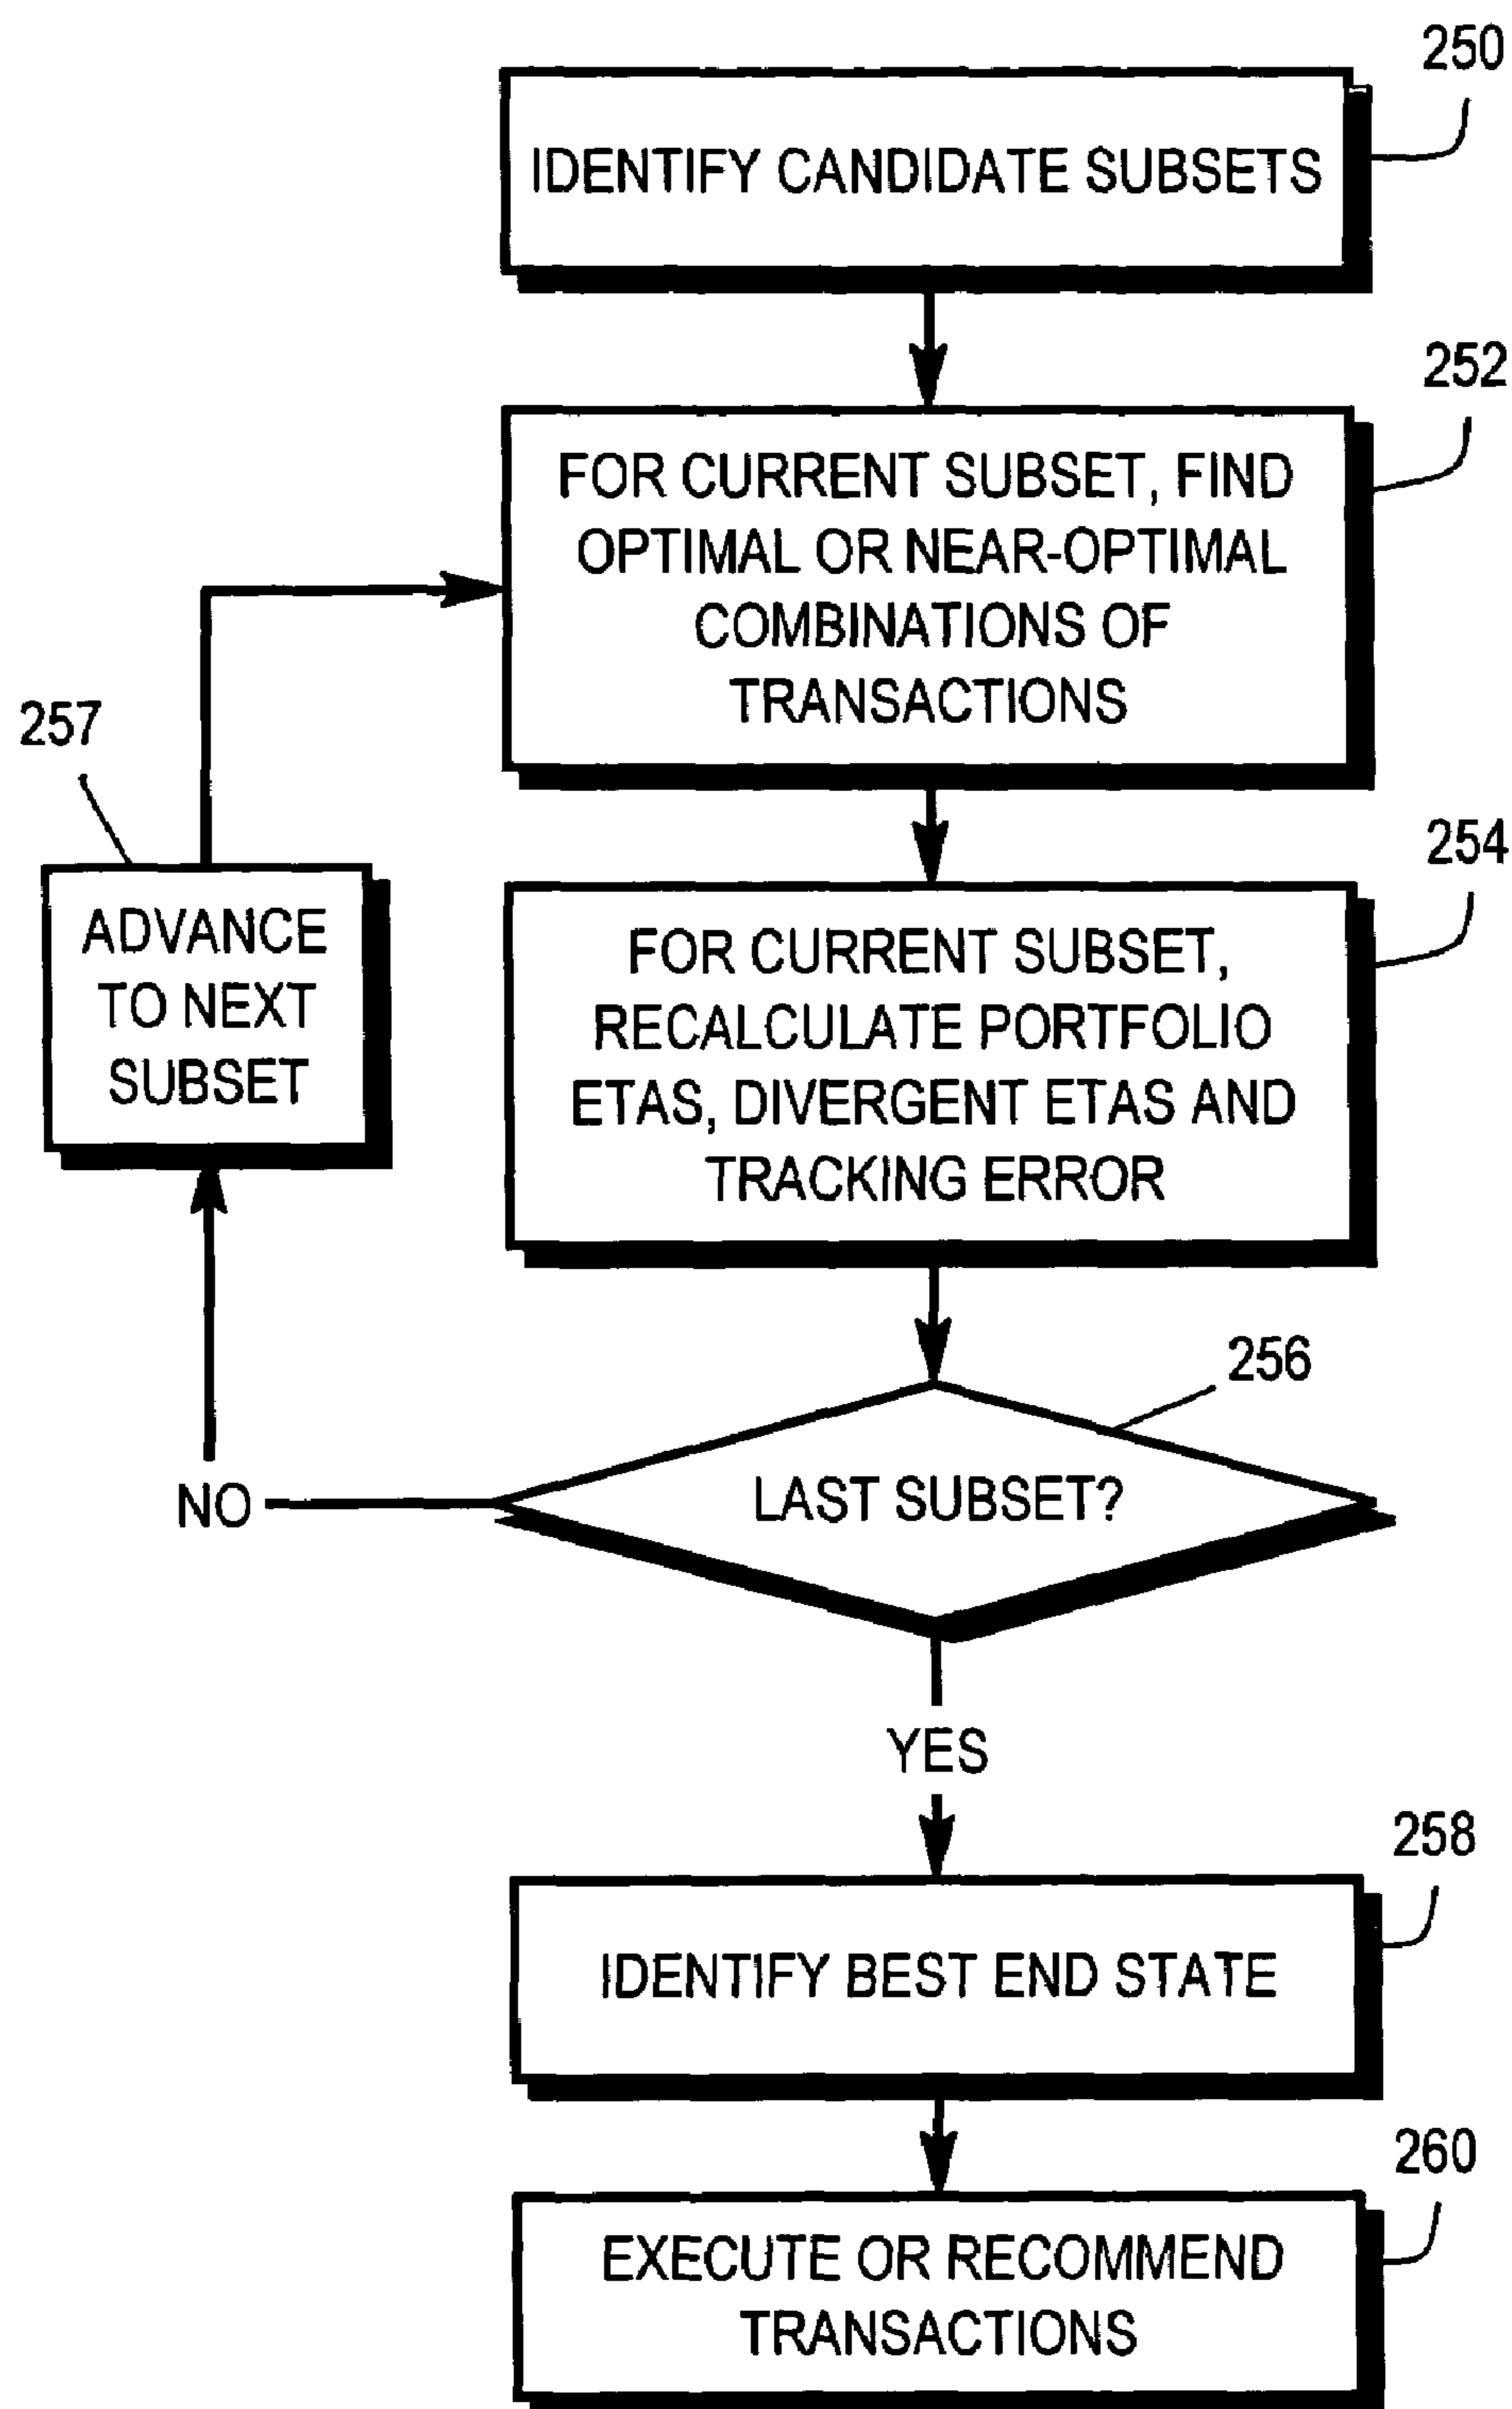 250
IDENTIFY CANDIDATE SUBSETS
252
FOR CURRENT SUBSET, FIND
OPTIMAL OR NEAR-OPTIMAL
COMBINATIONS OF
TRANSACTIONS
257
ADVANCE
TO NEXT
SUBSET
254
FOR CURRENT SUBSET,
RECALCULATE PORTFOLIO
ETAS, DIVERGENT ETAS AND
TRACKING ERROR
256
LAST SUBSET?
NO
YES
258
IDENTIFY BEST END STATE
260
EXECUTE OR RECOMMEND
TRANSACTIONS